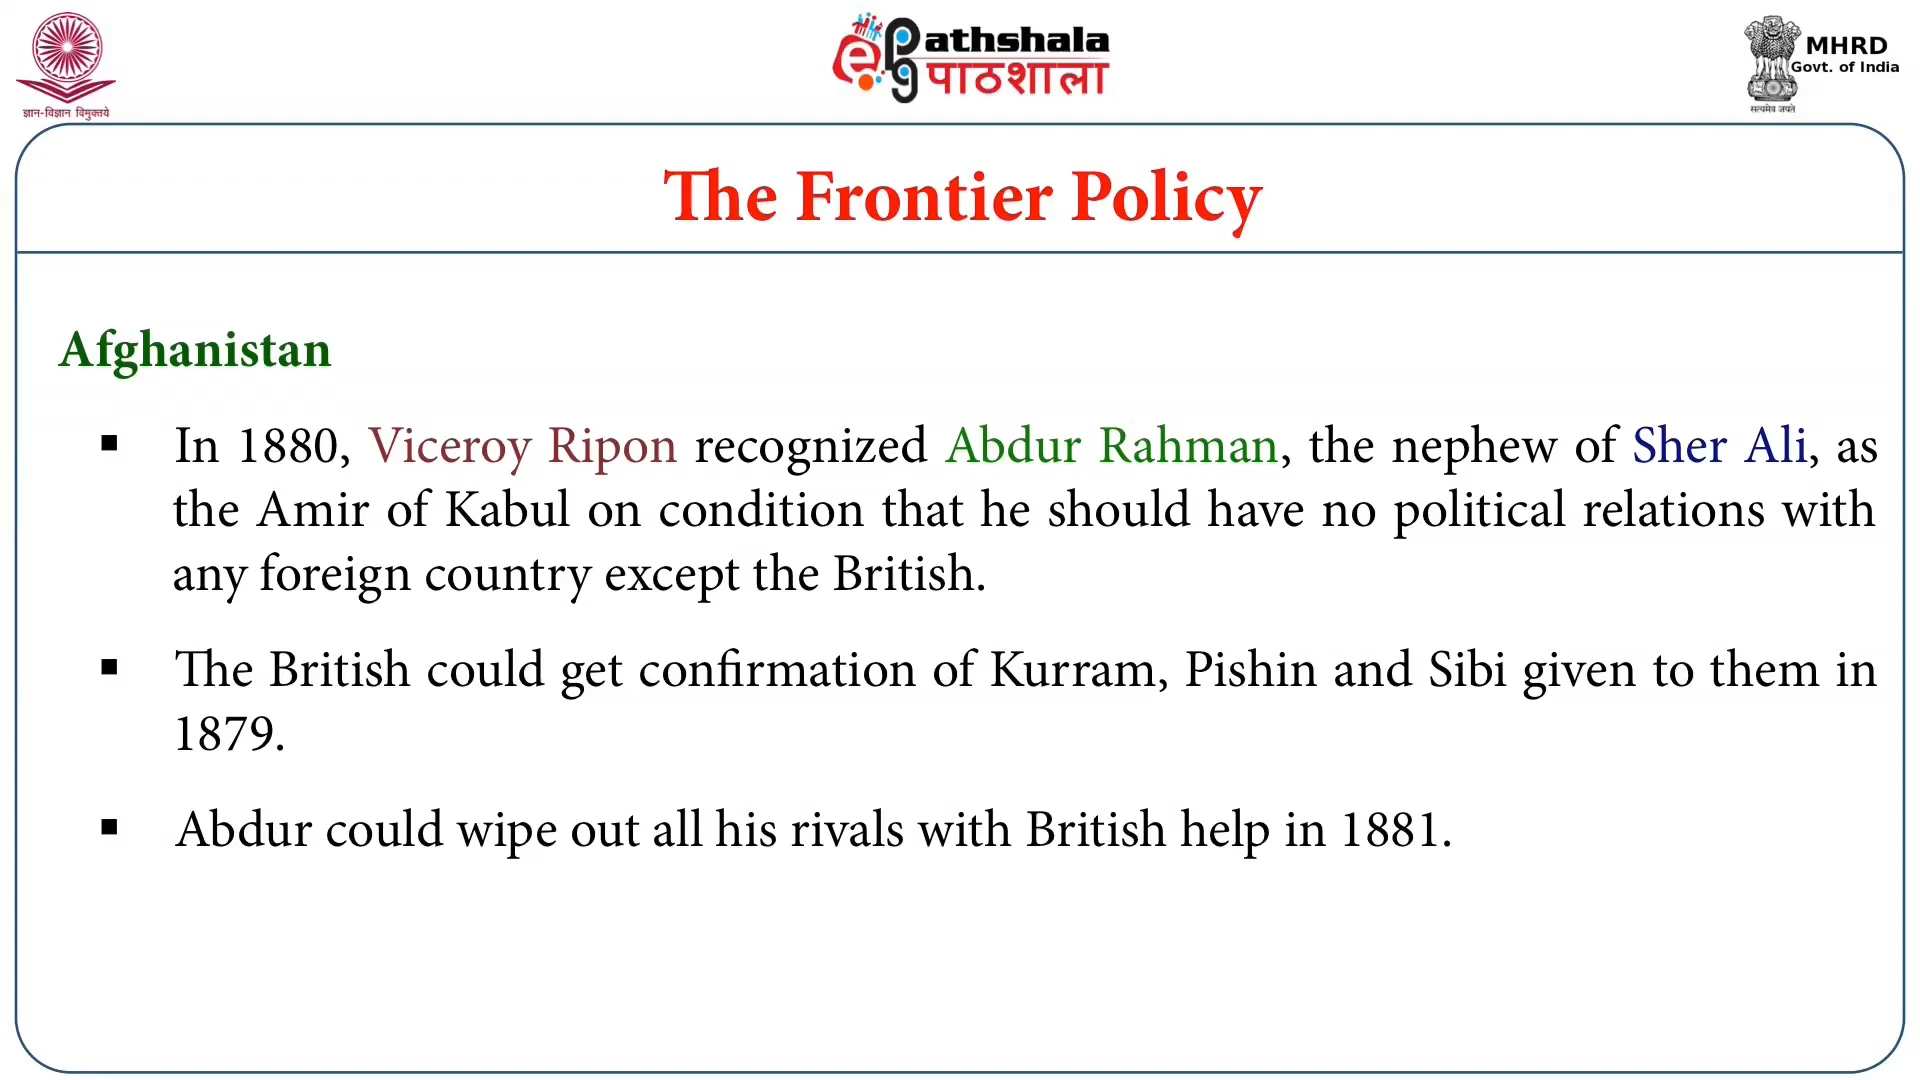 ज्ञान-विज्ञान विमुक्तये
ePG Pathshala
पाठशाला
सत्यमेव जयते
MHRD
Govt. of India
The Frontier Policy
Afghanistan
▪ In 1880, Viceroy Ripon recognized Abdur Rahman, the nephew of Sher Ali, as
the Amir of Kabul on condition that he should have no political relations with
any foreign country except the British.
▪ The British could get confirmation of Kurram, Pishin and Sibi given to them in
1879.
▪ Abdur could wipe out all his rivals with British help in 1881.